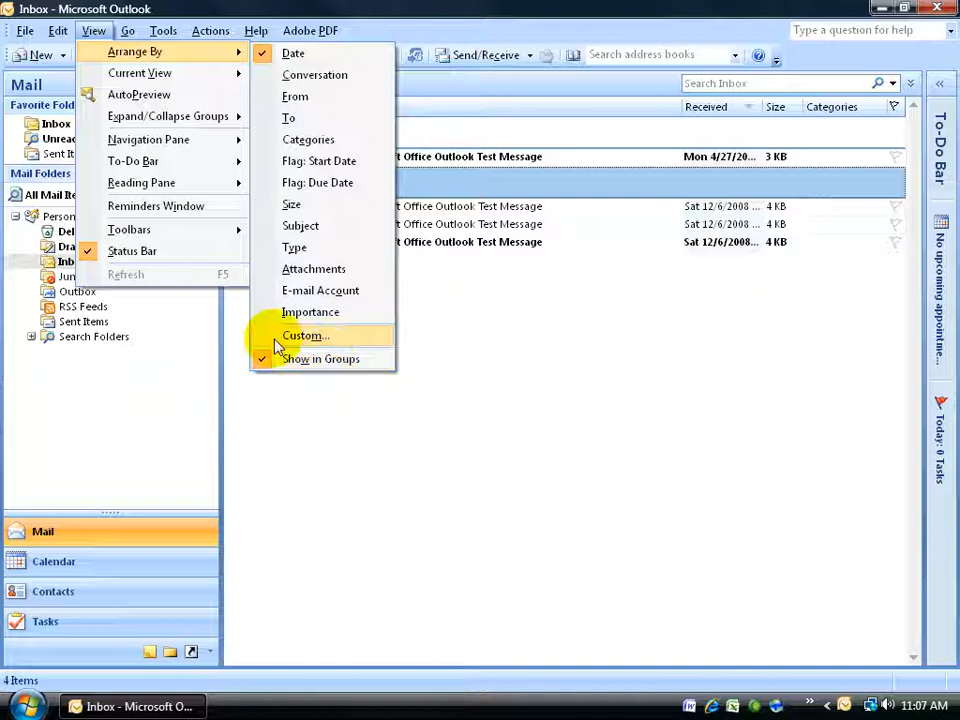 Inbox - Microsoft Outlook
File Edit View Go Tools Actions Help Adobe PDF
Type a question for help
New
Send/Receive
Search address books
Mail
Search Inbox
Favorite Fold
Inbox
Unrea
Sent It
Mail Folders
All Mail Ite
Person
Del
Dra
Inb
Jun
Outbox
RSS Feeds
Sent Items
Search Folders
Arrange By
Current View
AutoPreview
Expand/Collapse Groups
Navigation Pane
To-Do Bar
Reading Pane
Reminders Window
Toolbars
Status Bar
Refresh F5
Date
Conversation
From
To
Categories
Flag: Start Date
Flag: Due Date
Size
Subject
Type
Attachments
E-mail Account
Importance
Custom...
Show in Groups
Received Size Categories
t Office Outlook Test Message Mon 4/27/20... 3 KB
t Office Outlook Test Message Sat 12/6/2008 ... 4 KB
t Office Outlook Test Message Sat 12/6/2008 ... 4 KB
t Office Outlook Test Message Sat 12/6/2008 ... 4 KB
To-Do Bar
No upcoming appointme...
Today: 0 Tasks
Mail
Calendar
Contacts
Tasks
4 Items
Inbox - Microsoft O...
11:07 AM